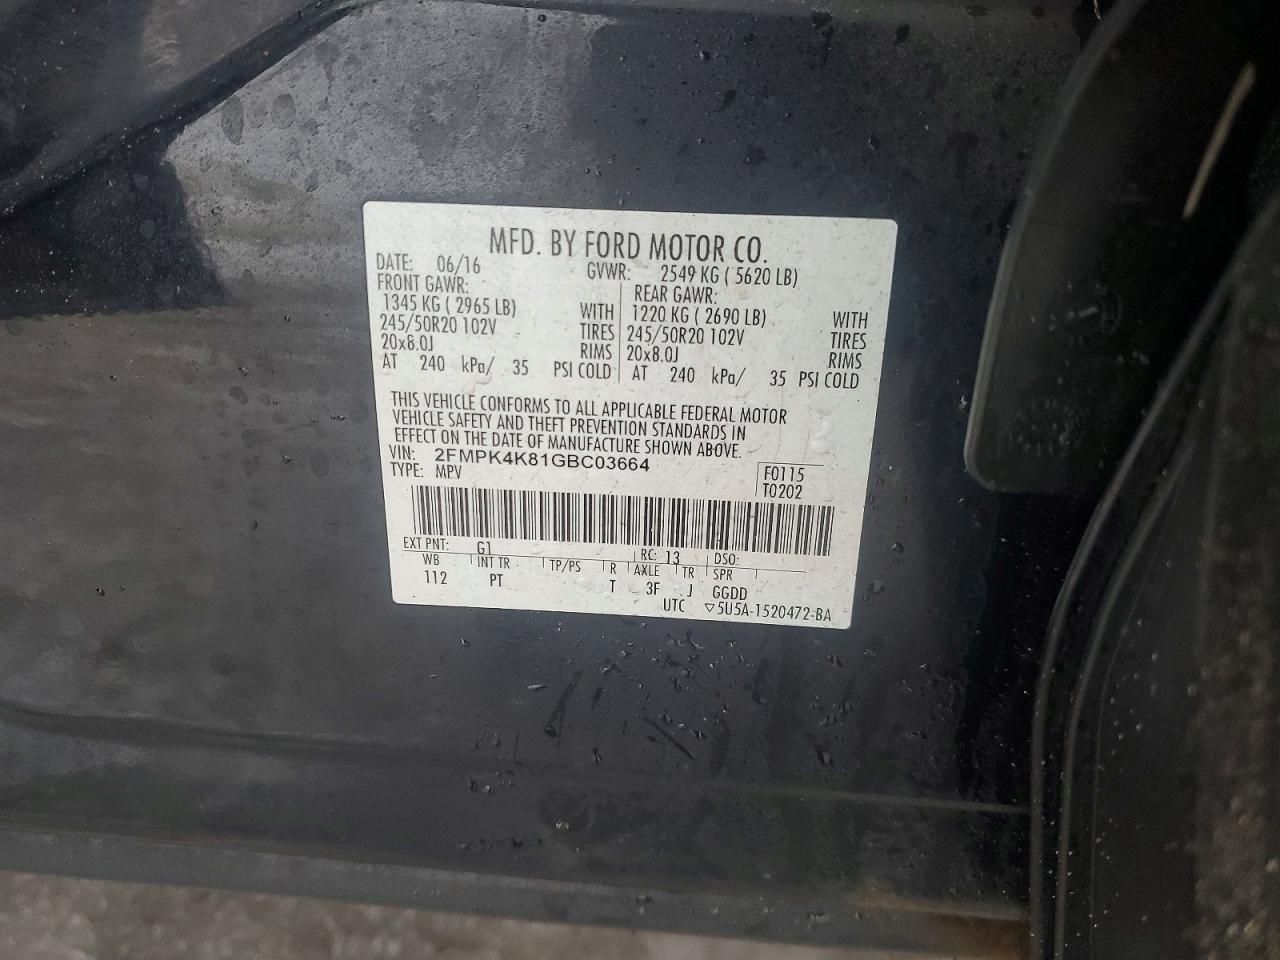 MFD. BY FORD MOTOR CO.
DATE: 06/16 GVWR: 2549 KG ( 5620 LB)
FRONT GAWR: REAR GAWR:
1345 KG ( 2965 LB) WITH 1220 KG ( 2690 LB) WITH
245/50R20 102V TIRES 245/50R20 102V TIRES
20x8.0J RIMS 20x8.0J RIMS
AT 240 kPa/ 35 PSI COLD AT 240 kPa/ 35 PSI COLD
THIS VEHICLE CONFORMS TO ALL APPLICABLE FEDERAL MOTOR
VEHICLE SAFETY AND THEFT PREVENTION STANDARDS IN
EFFECT ON THE DATE OF MANUFACTURE SHOWN ABOVE.
VIN: 2FMPK4K81GBC03664
TYPE: MPV
F0115
T0202
EXT PNT: G1 RC: 13 DSO:
WB INT TR TP/PS R AXLE TR SPR
112 PT T 3F J GGDD
UTC ▽5U5A-1520472-BA